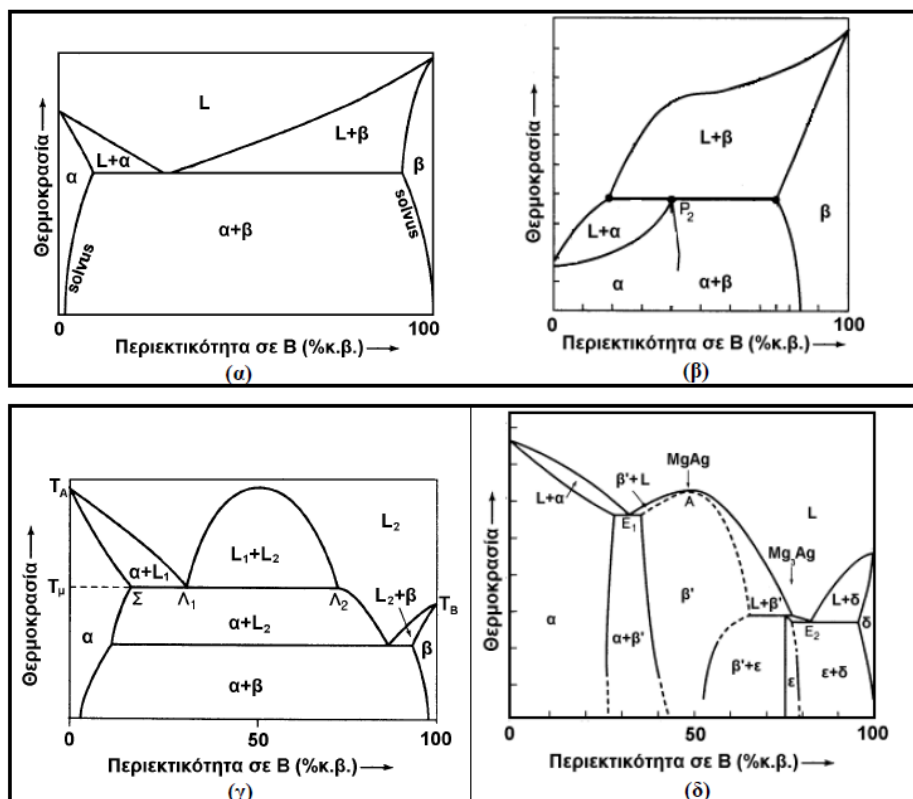 Θερμοκρασία
L
L+β
L+α
α
β
solvus
α+β
solvus
0
100
Περιεκτικότητα σε Β (%κ.β.)
(α)
Θερμοκρασία
L+β
P2
L+α
β
α
α+β
0
100
Περιεκτικότητα σε Β (%κ.β.)
(β)
Θερμοκρασία
TA
L2
L1+L2
α+L1
L2+β
TB
Tμ
Σ
Λ1
Λ2
α+L2
α
β
α+β
0
50
100
Περιεκτικότητα σε Β (%κ.β.)
(γ)
Θερμοκρασία
MgAg
β'+L
L+α
A
L
E1
Mg3Ag
β'
L+β'
L+δ
E2
δ
α
α+β'
β'+ε
ε
ε+δ
0
50
100
Περιεκτικότητα σε Β (%κ.β.)
(δ)